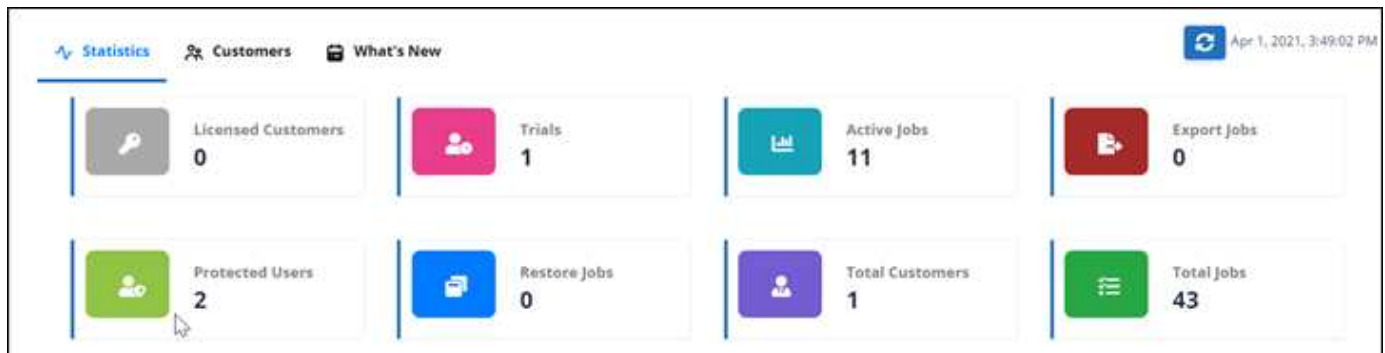 Statistics Customers What's New Apr 1, 2021, 3:49:02 PM
Licensed Customers
0
Trials
1
Active Jobs
11
Export Jobs
0
Protected Users
2
Restore Jobs
0
Total Customers
1
Total Jobs
43